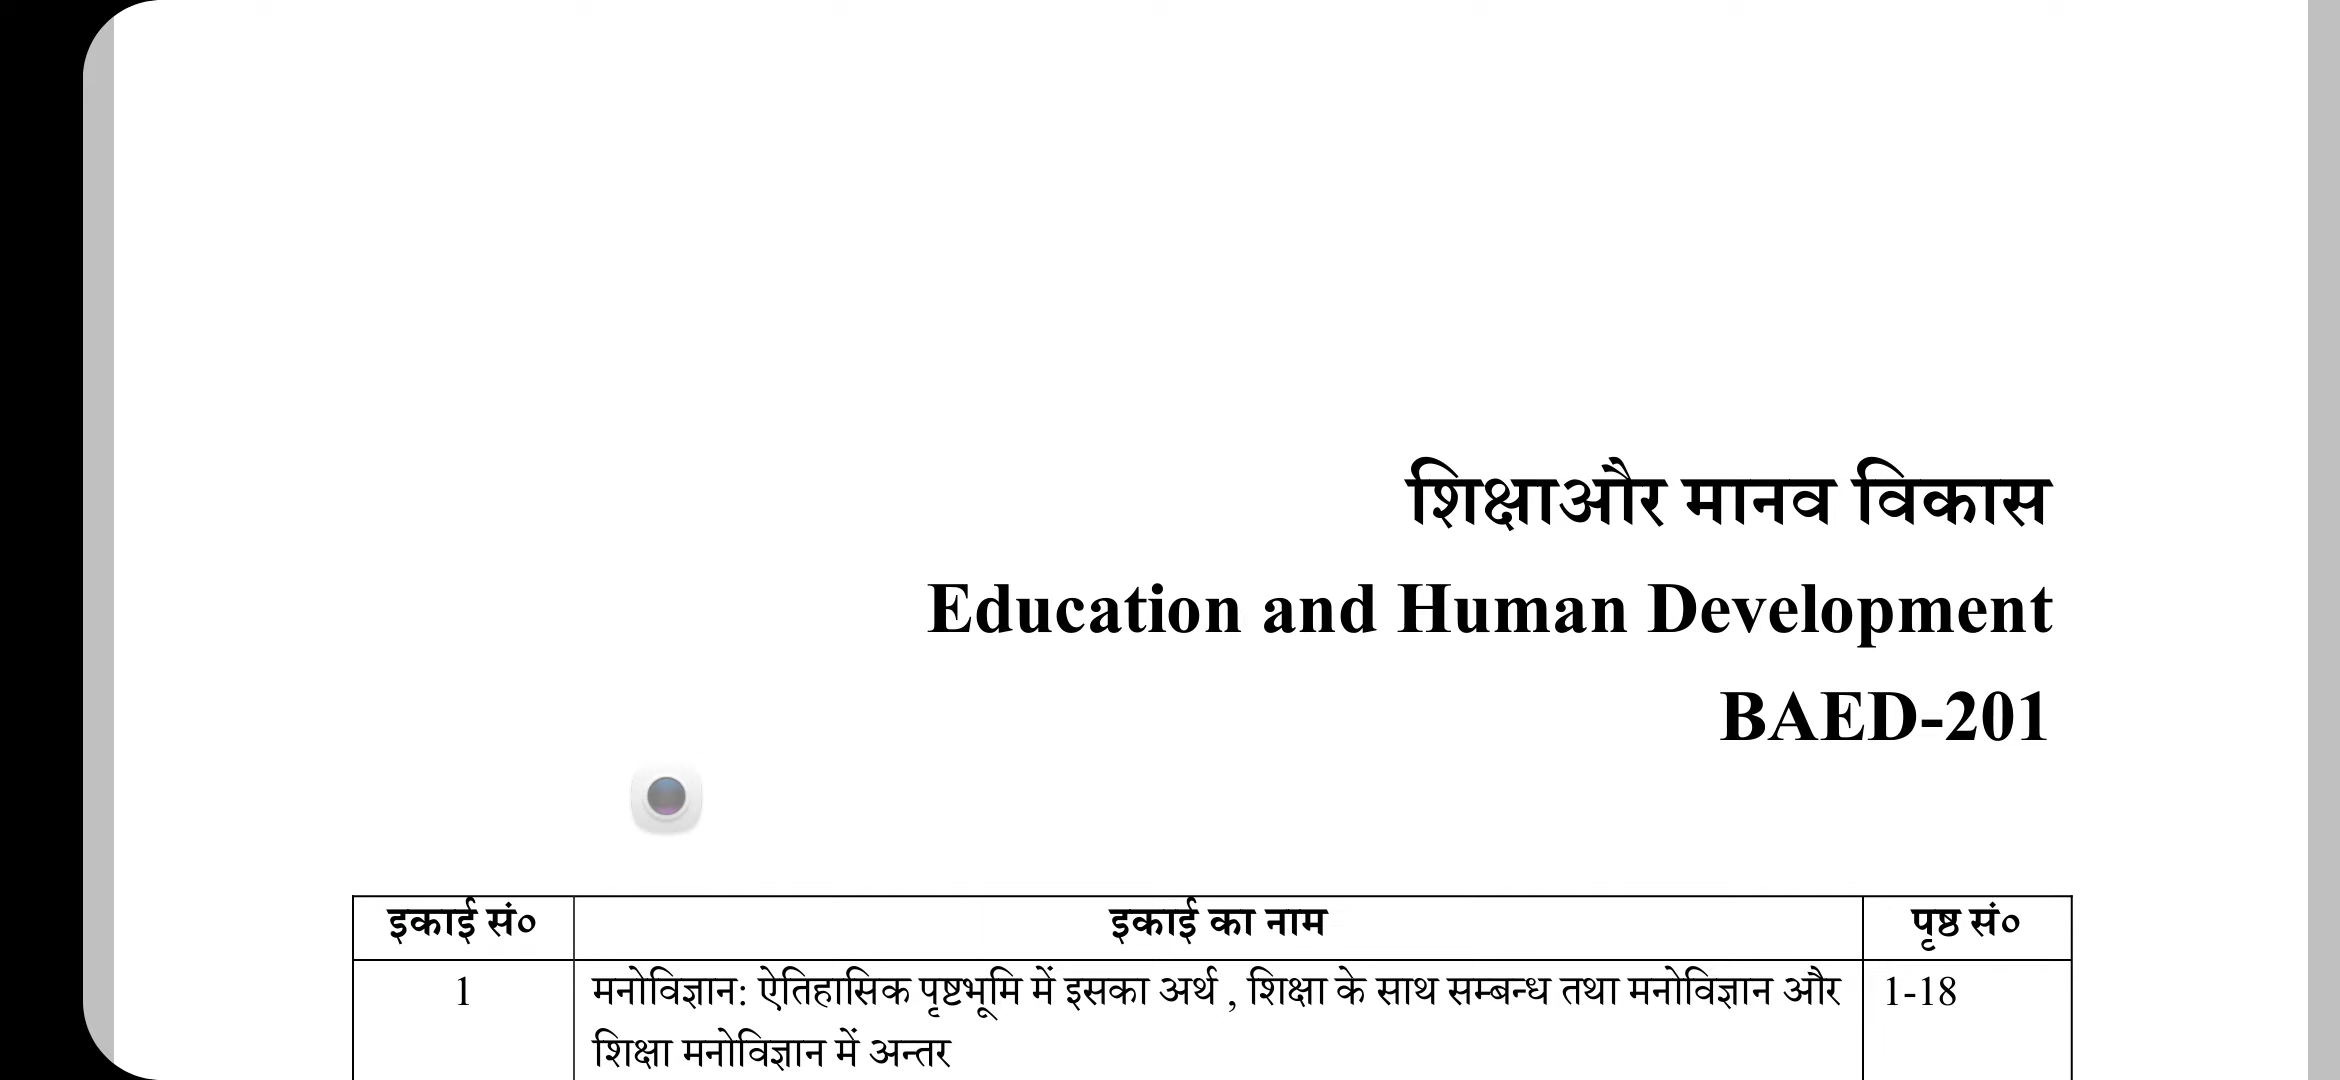 शिक्षाऔर मानव विकास
Education and Human Development
BAED-201
इकाई सं० इकाई का नाम पृष्ठ सं०
1 मनोविज्ञान: ऐतिहासिक पृष्टभूमि में इसका अर्थ , शिक्षा के साथ सम्बन्ध तथा मनोविज्ञान और 1-18
शिक्षा मनोविज्ञान में अन्तर